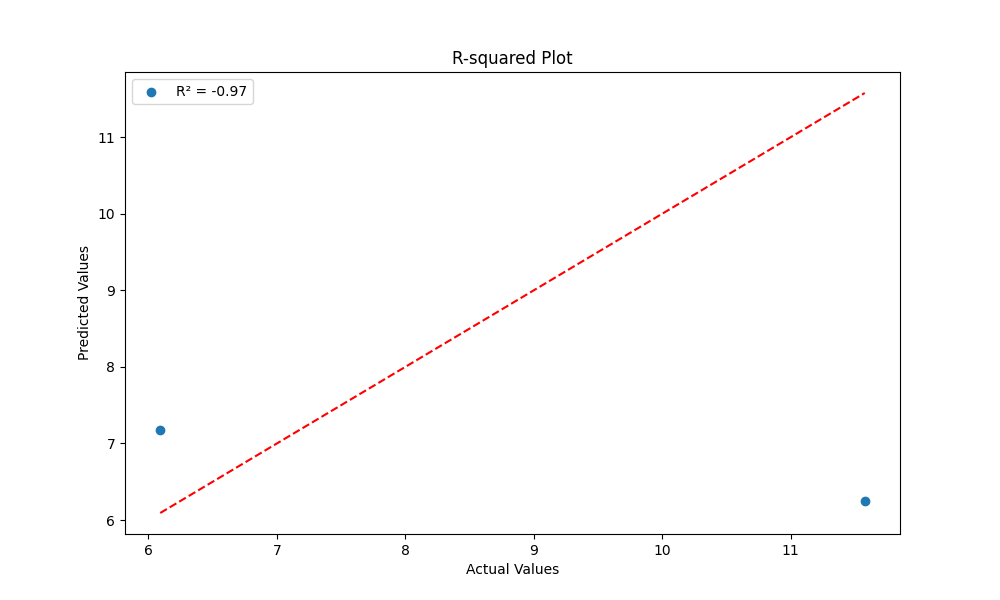 R-squared Plot
R² = -0.97
11
10
9
8
7
6
Predicted Values
6 7 8 9 10 11
Actual Values